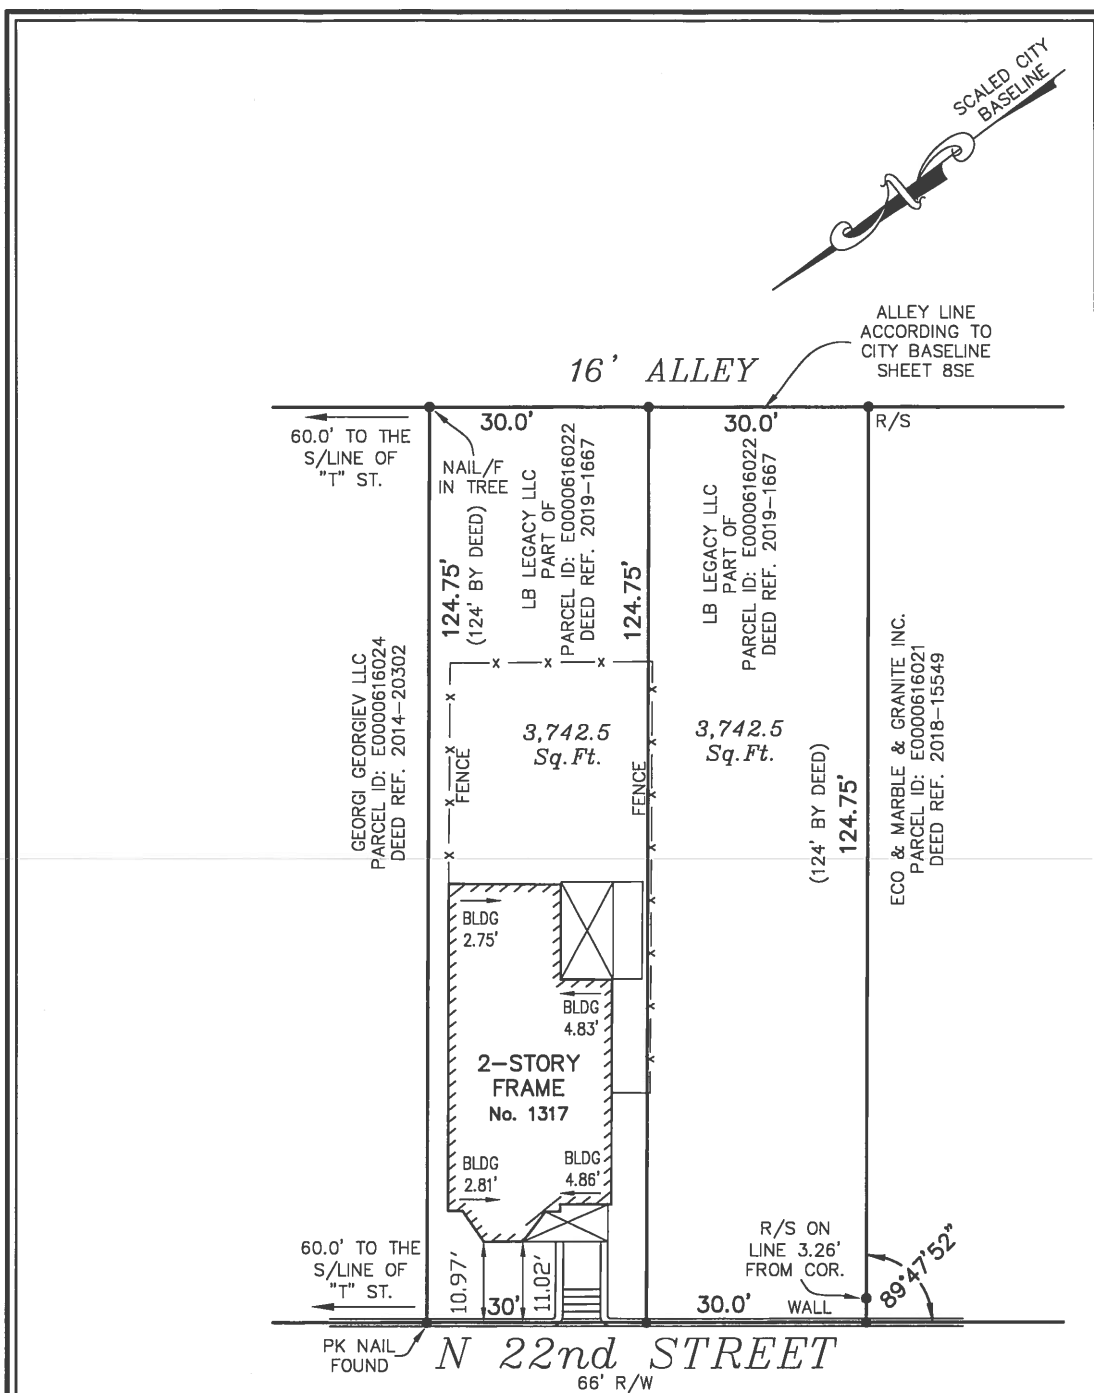 SCALED CITY
BASELINE
N
ALLEY LINE
ACCORDING TO
CITY BASELINE
SHEET 8SE
16' ALLEY
60.0' TO THE
S/LINE OF
"T" ST.
30.0'
30.0'
R/S
NAIL/F
IN TREE
124.75'
(124' BY DEED)
LB LEGACY LLC
PART OF
PARCEL ID: E0000616022
DEED REF. 2019-1667
124.75'
LB LEGACY LLC
PART OF
PARCEL ID: E0000616022
DEED REF. 2019-1667
GEORGI GEORGIEV LLC
PARCEL ID: E0000616024
DEED REF. 2014-20302
FENCE
3,742.5
Sq.Ft.
FENCE
3,742.5
Sq.Ft.
(124' BY DEED)
124.75'
ECO & MARBLE & GRANITE INC.
PARCEL ID: E0000616021
DEED REF. 2018-15549
BLDG
2.75'
BLDG
4.83'
2-STORY
FRAME
No. 1317
BLDG
2.81'
BLDG
4.86'
60.0' TO THE
S/LINE OF
"T" ST.
10.97'
30'
11.02'
30.0'
WALL
R/S ON
LINE 3.26'
FROM COR.
89°47'52"
PK NAIL
FOUND
N 22nd STREET
66' R/W